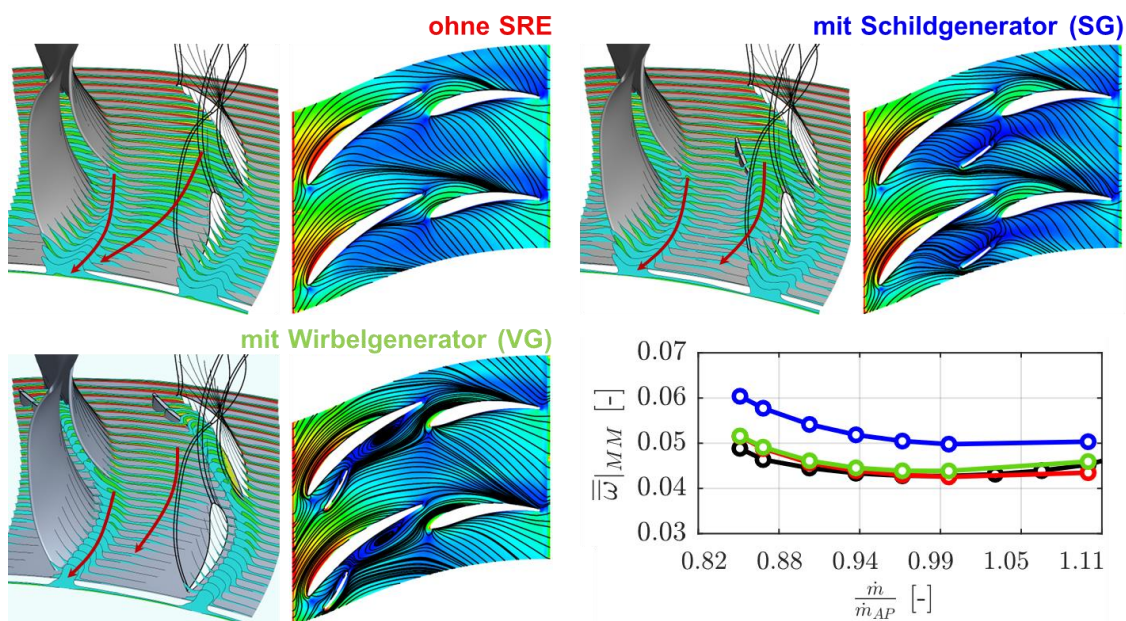 ohne SRE
mit Schildgenerator (SG)
mit Wirbelgenerator (VG)
0.07
0.06
0.05
0.04
0.03
ω|MM [-]
0.82 0.88 0.94 0.99 1.05 1.11
ṁ
ṁAP [-]